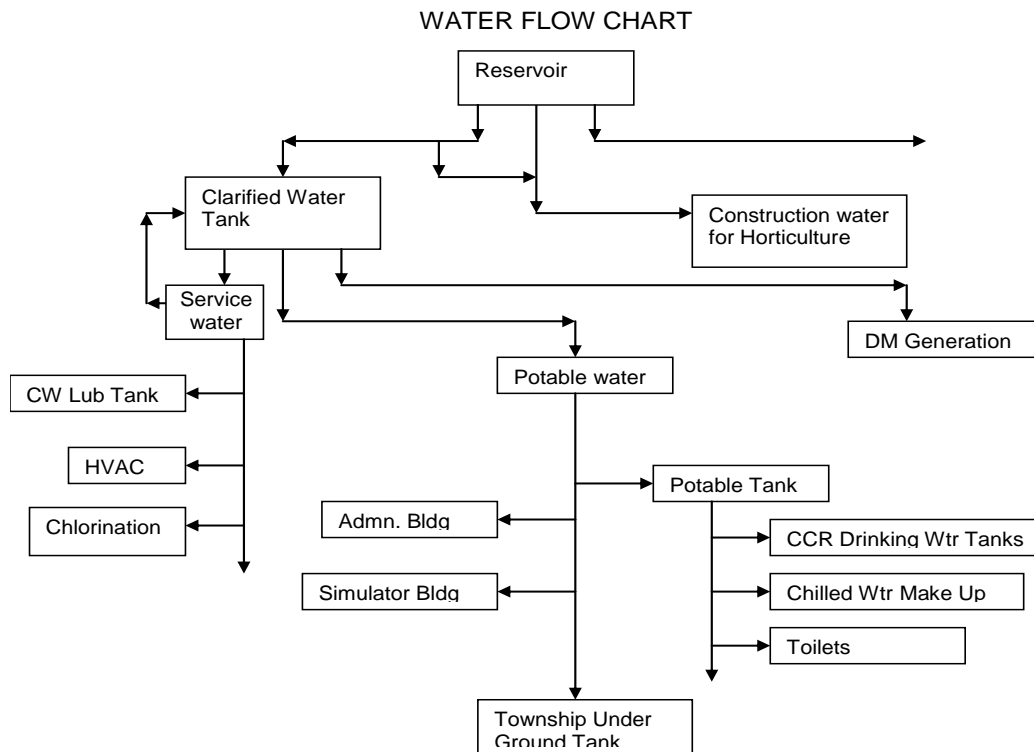 WATER FLOW CHART
Reservoir
Clarified Water
Tank
Construction water
for Horticulture
Service
water
DM Generation
Potable water
CW Lub Tank
HVAC
Potable Tank
Chlorination
Admn. Bldg
CCR Drinking Wtr Tanks
Simulator Bldg
Chilled Wtr Make Up
Toilets
Township Under
Ground Tank